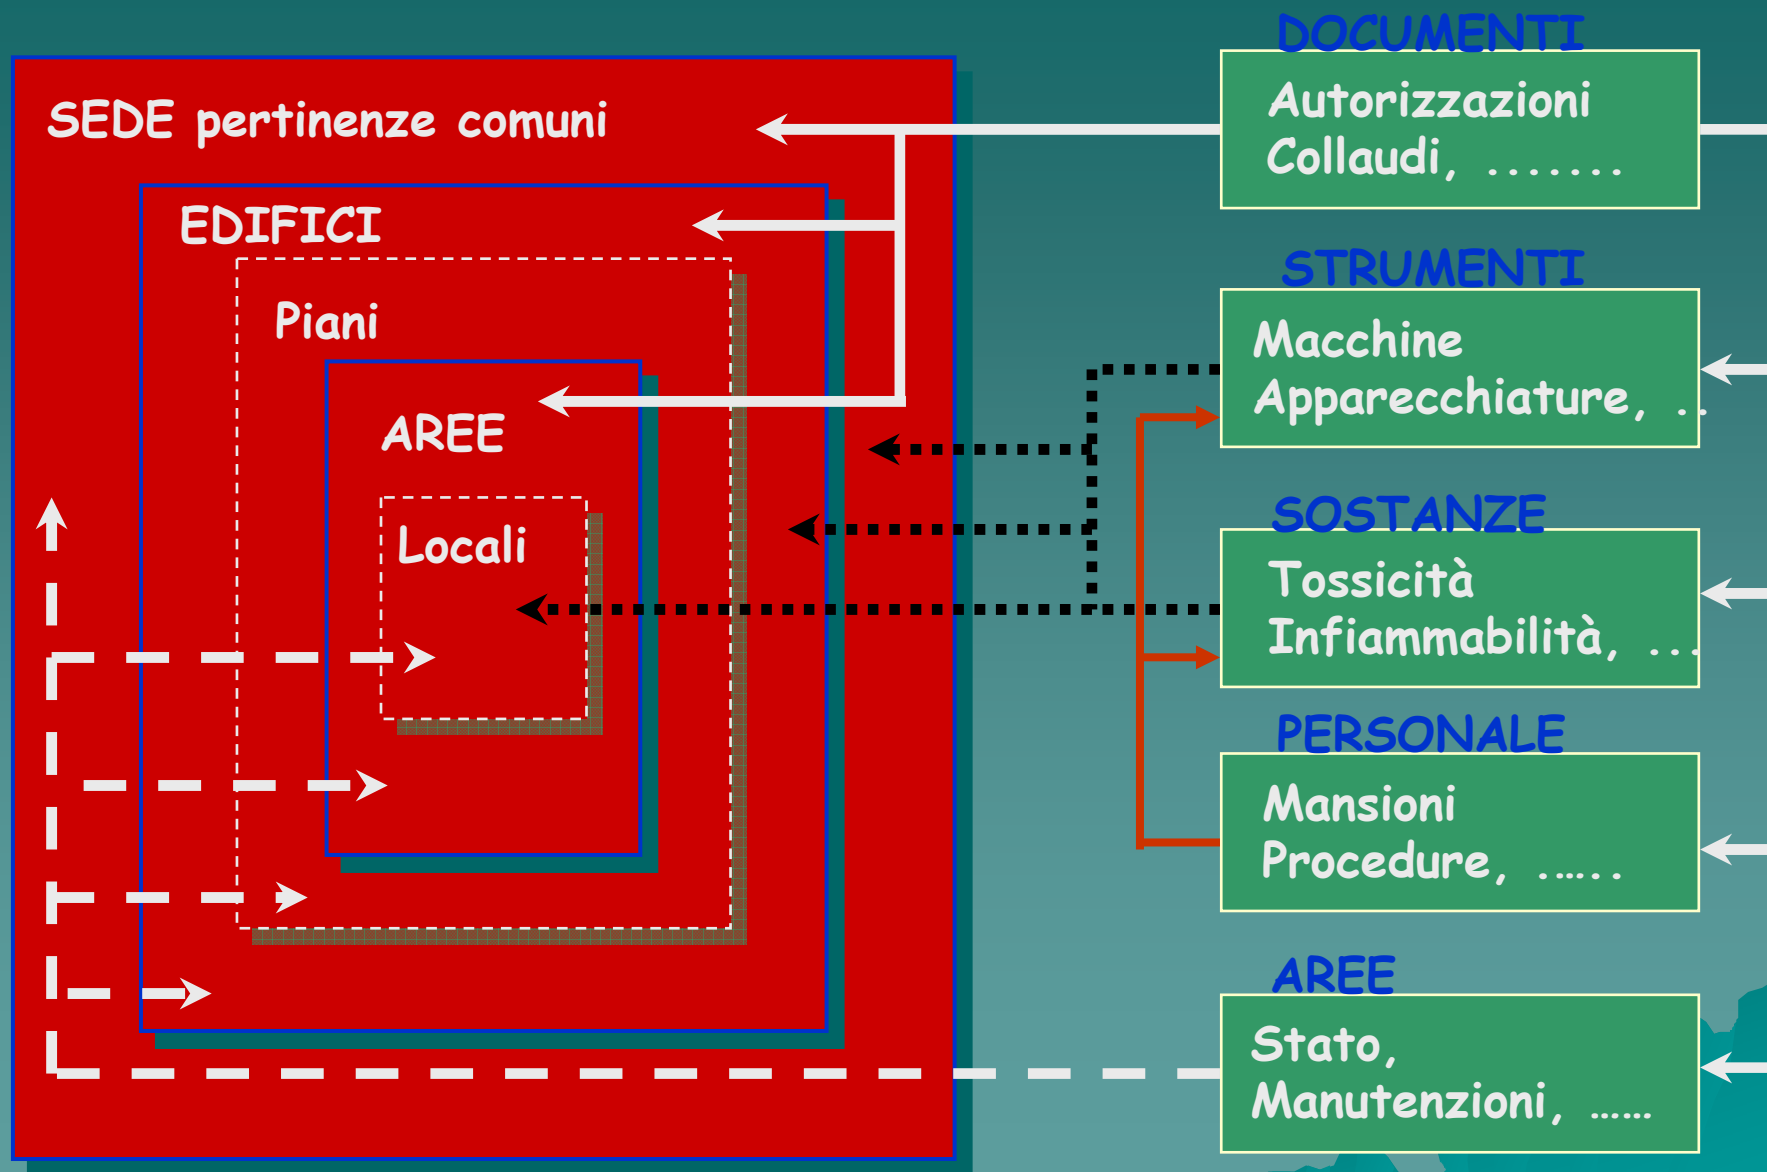 SEDE pertinenze comuni
EDIFICI
Piani
AREE
Locali
DOCUMENTI
Autorizzazioni
Collaudi, .......
STRUMENTI
Macchine
Apparecchiature, ..
SOSTANZE
Tossicità
Infiammabilità, ...
PERSONALE
Mansioni
Procedure, ......
AREE
Stato,
Manutenzioni, ......